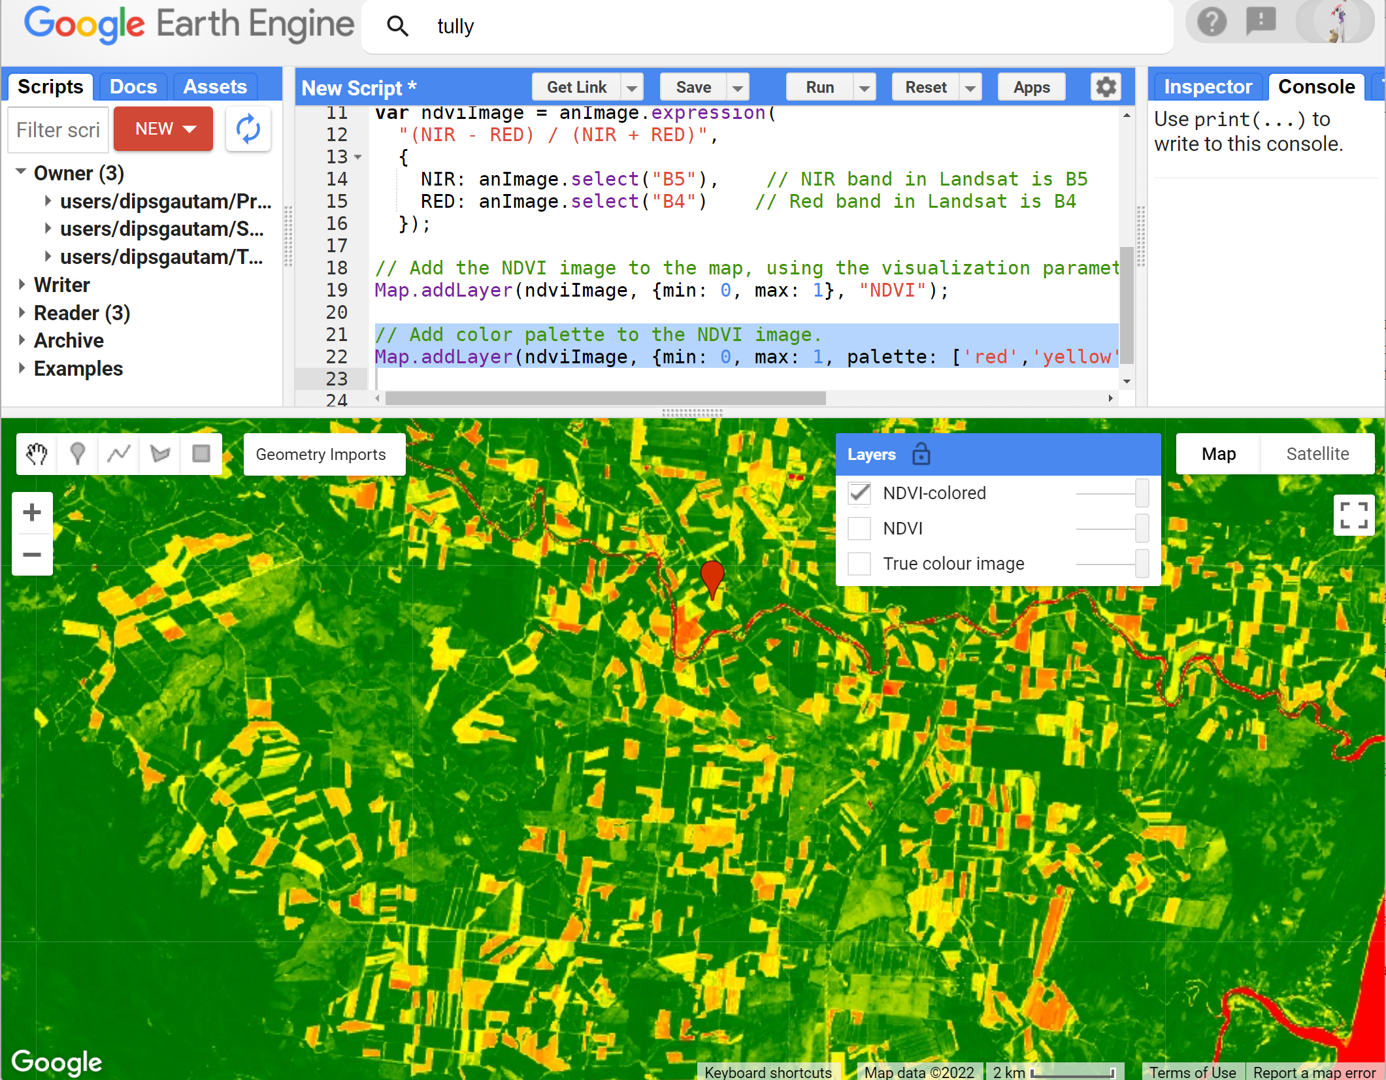 Google Earth Engine
tully
Scripts Docs Assets
New Script *
Get Link Save Run Reset Apps
Inspector Console
Filter scri
NEW
Owner (3)
users/dipsgautam/Pr...
users/dipsgautam/S...
users/dipsgautam/T...
Writer
Reader (3)
Archive
Examples
11 var ndviImage = anImage.expression(
12 "(NIR - RED) / (NIR + RED)",
13 {
14 NIR: anImage.select("B5"), // NIR band in Landsat is B5
15 RED: anImage.select("B4") // Red band in Landsat is B4
16 });
17
18 // Add the NDVI image to the map, using the visualization paramet
19 Map.addLayer(ndviImage, {min: 0, max: 1}, "NDVI");
20
21 // Add color palette to the NDVI image.
22 Map.addLayer(ndviImage, {min: 0, max: 1, palette: ['red','yellow'
23
24
Use print(...) to
write to this console.
Geometry Imports
Layers
NDVI-colored
NDVI
True colour image
Map Satellite
Google
Keyboard shortcuts Map data ©2022 2 km Terms of Use Report a map error